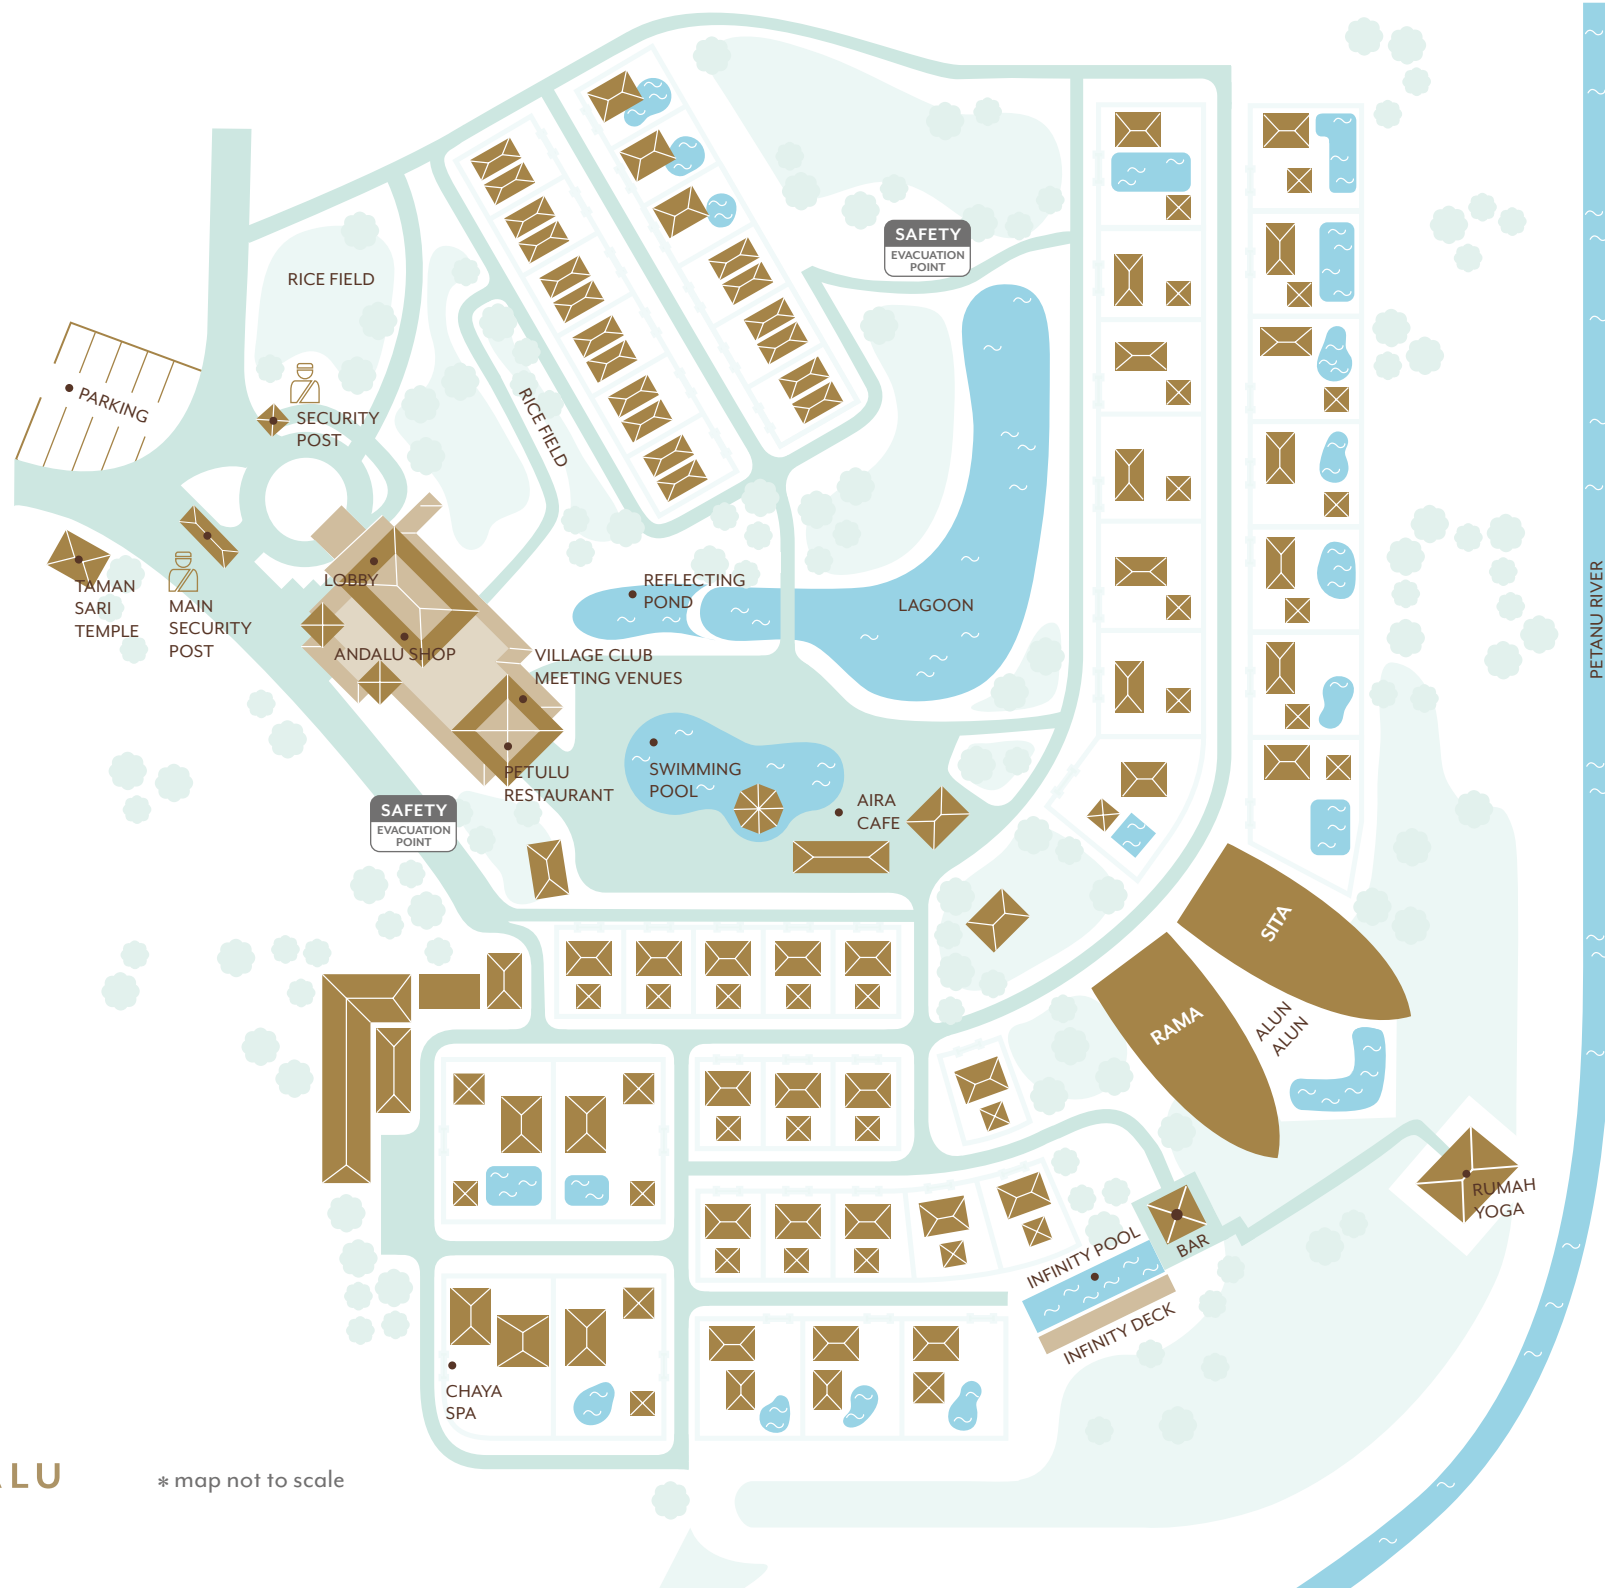 SAFETY
EVACUATION
POINT
RICE FIELD
PARKING
SECURITY
POST
RICE FIELD
LOBBY
TAMAN
SARI
TEMPLE
MAIN
SECURITY
POST
REFLECTING
POND
LAGOON
ANDALU SHOP
VILLAGE CLUB
MEETING VENUES
PETANU RIVER
PETULU
RESTAURANT
SWIMMING
POOL
AIRA
CAFE
SAFETY
EVACUATION
POINT
SITA
RAMA
ALUN
ALUN
RUMAH
YOGA
INFINITY POOL
BAR
INFINITY DECK
CHAYA
SPA
LU
* map not to scale